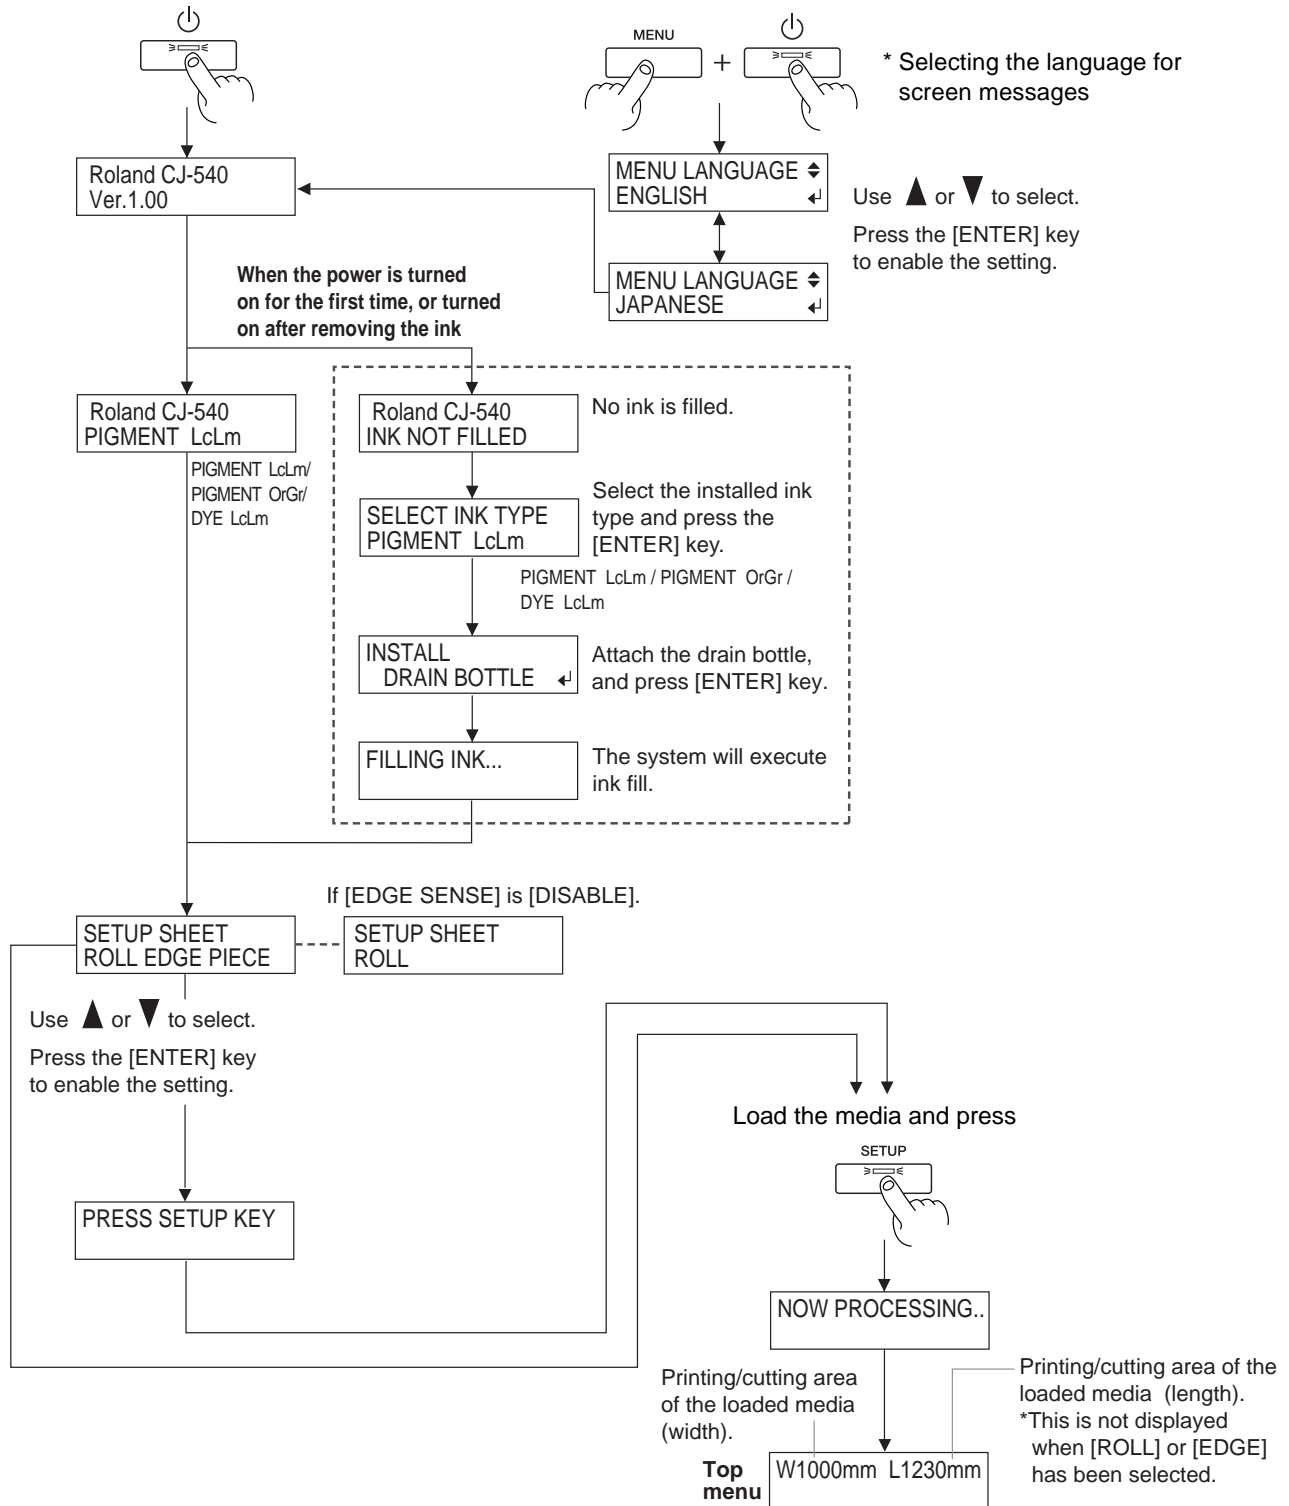 MENU
+
* Selecting the language for
screen messages
Roland CJ-540
Ver.1.00
MENU LANGUAGE
ENGLISH
Use ▲ or ▼ to select.
Press the [ENTER] key
to enable the setting.
MENU LANGUAGE
JAPANESE
When the power is turned
on for the first time, or turned
on after removing the ink
Roland CJ-540
PIGMENT LcLm
PIGMENT LcLm/
PIGMENT OrGr/
DYE LcLm
Roland CJ-540
INK NOT FILLED
No ink is filled.
SELECT INK TYPE
PIGMENT LcLm
Select the installed ink
type and press the
[ENTER] key.
PIGMENT LcLm / PIGMENT OrGr /
DYE LcLm
INSTALL
DRAIN BOTTLE
Attach the drain bottle,
and press [ENTER] key.
FILLING INK...
The system will execute
ink fill.
If [EDGE SENSE] is [DISABLE].
SETUP SHEET
ROLL EDGE PIECE
SETUP SHEET
ROLL
Use ▲ or ▼ to select.
Press the [ENTER] key
to enable the setting.
PRESS SETUP KEY
Load the media and press
SETUP
NOW PROCESSING..
Printing/cutting area
of the loaded media
(width).
Printing/cutting area of the
loaded media (length).
*This is not displayed
when [ROLL] or [EDGE]
has been selected.
Top
menu
W1000mm L1230mm